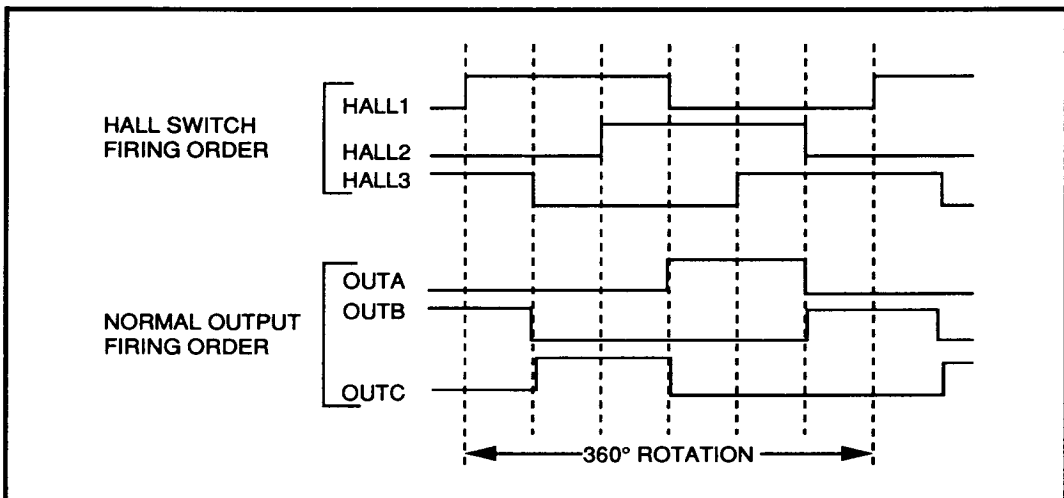 HALL SWITCH
FIRING ORDER
HALL1
HALL2
HALL3
NORMAL OUTPUT
FIRING ORDER
OUTA
OUTB
OUTC
360° ROTATION